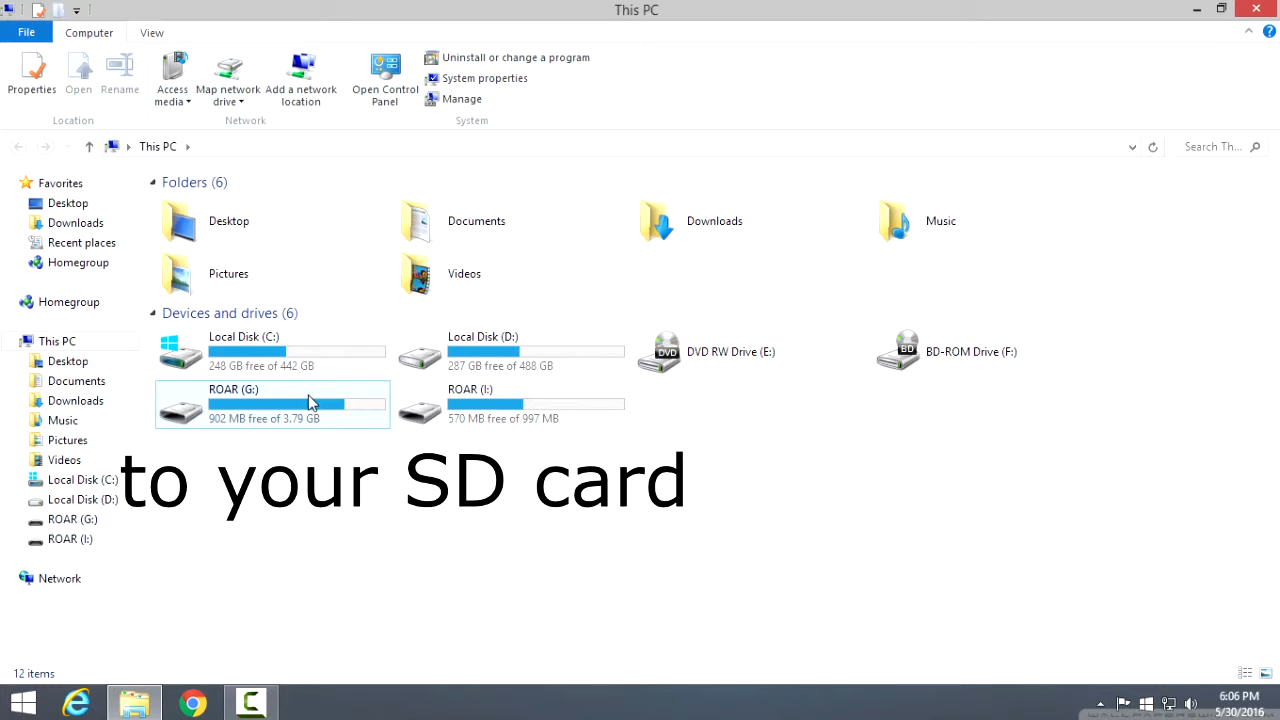 This PC
File Computer View
Properties Open Rename Access media Map network drive Add a network location Open Control Panel
Uninstall or change a program
System properties
Manage
Location Network System
This PC
Search Th...
Favorites
Desktop
Downloads
Recent places
Homegroup
Homegroup
This PC
Desktop
Documents
Downloads
Music
Pictures
Videos
Local Disk (C:)
Local Disk (D:)
ROAR (G:)
ROAR (I:)
Network
Folders (6)
Desktop Documents Downloads Music
Pictures Videos
Devices and drives (6)
Local Disk (C:)
248 GB free of 442 GB
Local Disk (D:)
287 GB free of 488 GB
DVD RW Drive (E:)
BD-ROM Drive (F:)
ROAR (G:)
902 MB free of 3.79 GB
ROAR (I:)
570 MB free of 997 MB
to your SD card
12 items
6:06 PM
5/30/2016